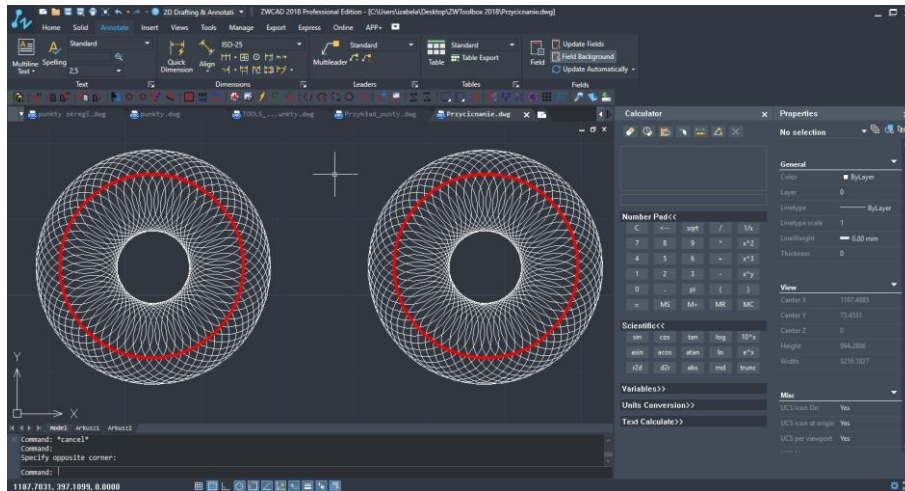 2D Drafting & Annotati
ZWCAD 2018 Professional Edition - [C:\Users\izabela\Desktop\ZWToolbox 2018\Przycicnanie.dwg]
Home Solid Annotate Insert Views Tools Manage Export Express Online APP+
Multiline Text
Spelling
Standard
2,5
Text
Quick Dimension
Align
ISO-25
Dimensions
Multileader
Standard
Leaders
Table
Standard
Table Export
Tables
Field
Update Fields
Field Background
Update Automatically
Fields
punkty okregi.dwg
punkty.dwg
TOOLS_...unkty.dwg
Przyklad_pusty.dwg
Przycicnanie.dwg
Calculator
Number Pad<<
C <-- sqrt / 1/x
7 8 9 * x^2
4 5 6 + x^3
1 2 3 - x^y
0 . pi ( )
= MS M+ MR MC
Scientific<<
sin cos tan log 10^x
asin acos atan ln e^x
r2d d2r abs rnd trunc
Variables>>
Units Conversion>>
Text Calculate>>
Properties
No selection
General
Color ByLayer
Layer 0
Linetype ByLayer
Linetype scale 1
LineWeight 0.80 mm
Thickness 0
View
Center X 1107.4085
Center Y 73.4531
Center Z 0
Height 994.2886
Width 3216.1827
Misc
UCS icon On Yes
UCS icon at origin Yes
UCS per viewport Yes
Y
X
Model Arkusz1 Arkusz2
Command: *cancel*
Command:
Specify opposite corner:
Command:
1187.7031, 397.1099, 0.0000